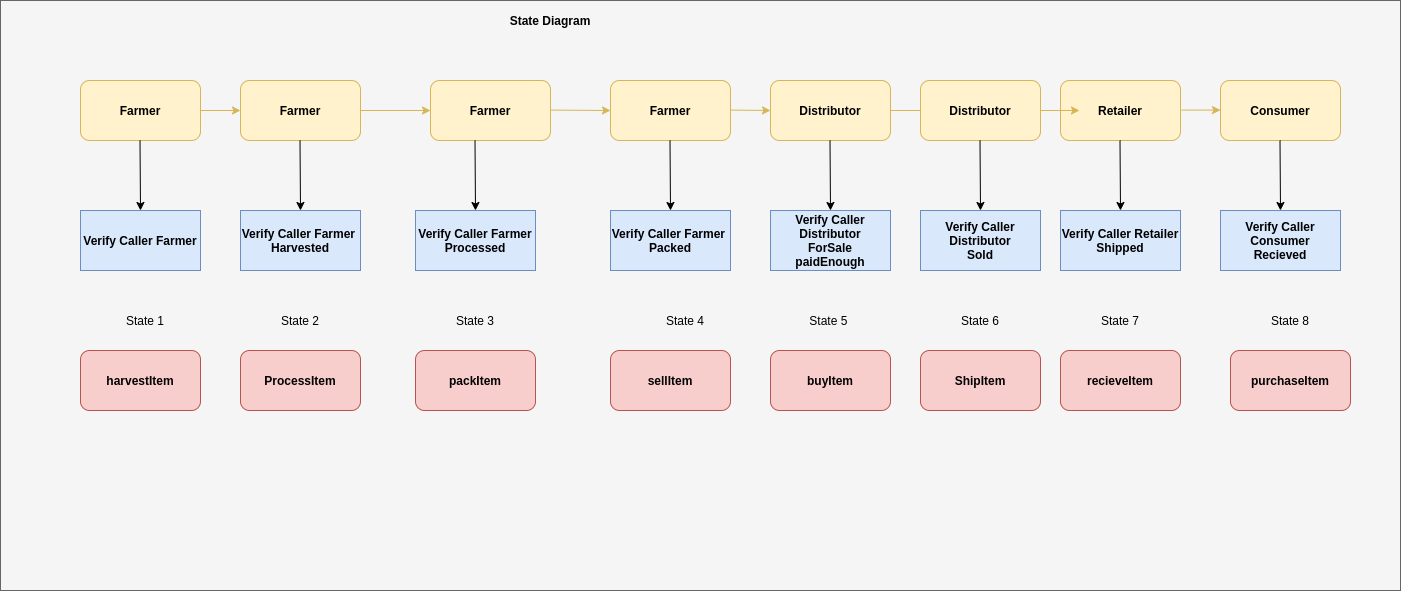 State Diagram
Farmer
Farmer
Farmer
Farmer
Distributor
Distributor
Retailer
Consumer
Verify Caller Farmer
Verify Caller Farmer
Harvested
Verify Caller Farmer
Processed
Verify Caller Farmer
Packed
Verify Caller
Distributor
ForSale
paidEnough
Verify Caller
Distributor
Sold
Verify Caller Retailer
Shipped
Verify Caller
Consumer
Recieved
State 1
State 2
State 3
State 4
State 5
State 6
State 7
State 8
harvestItem
ProcessItem
packItem
sellItem
buyItem
ShipItem
recieveItem
purchaseItem